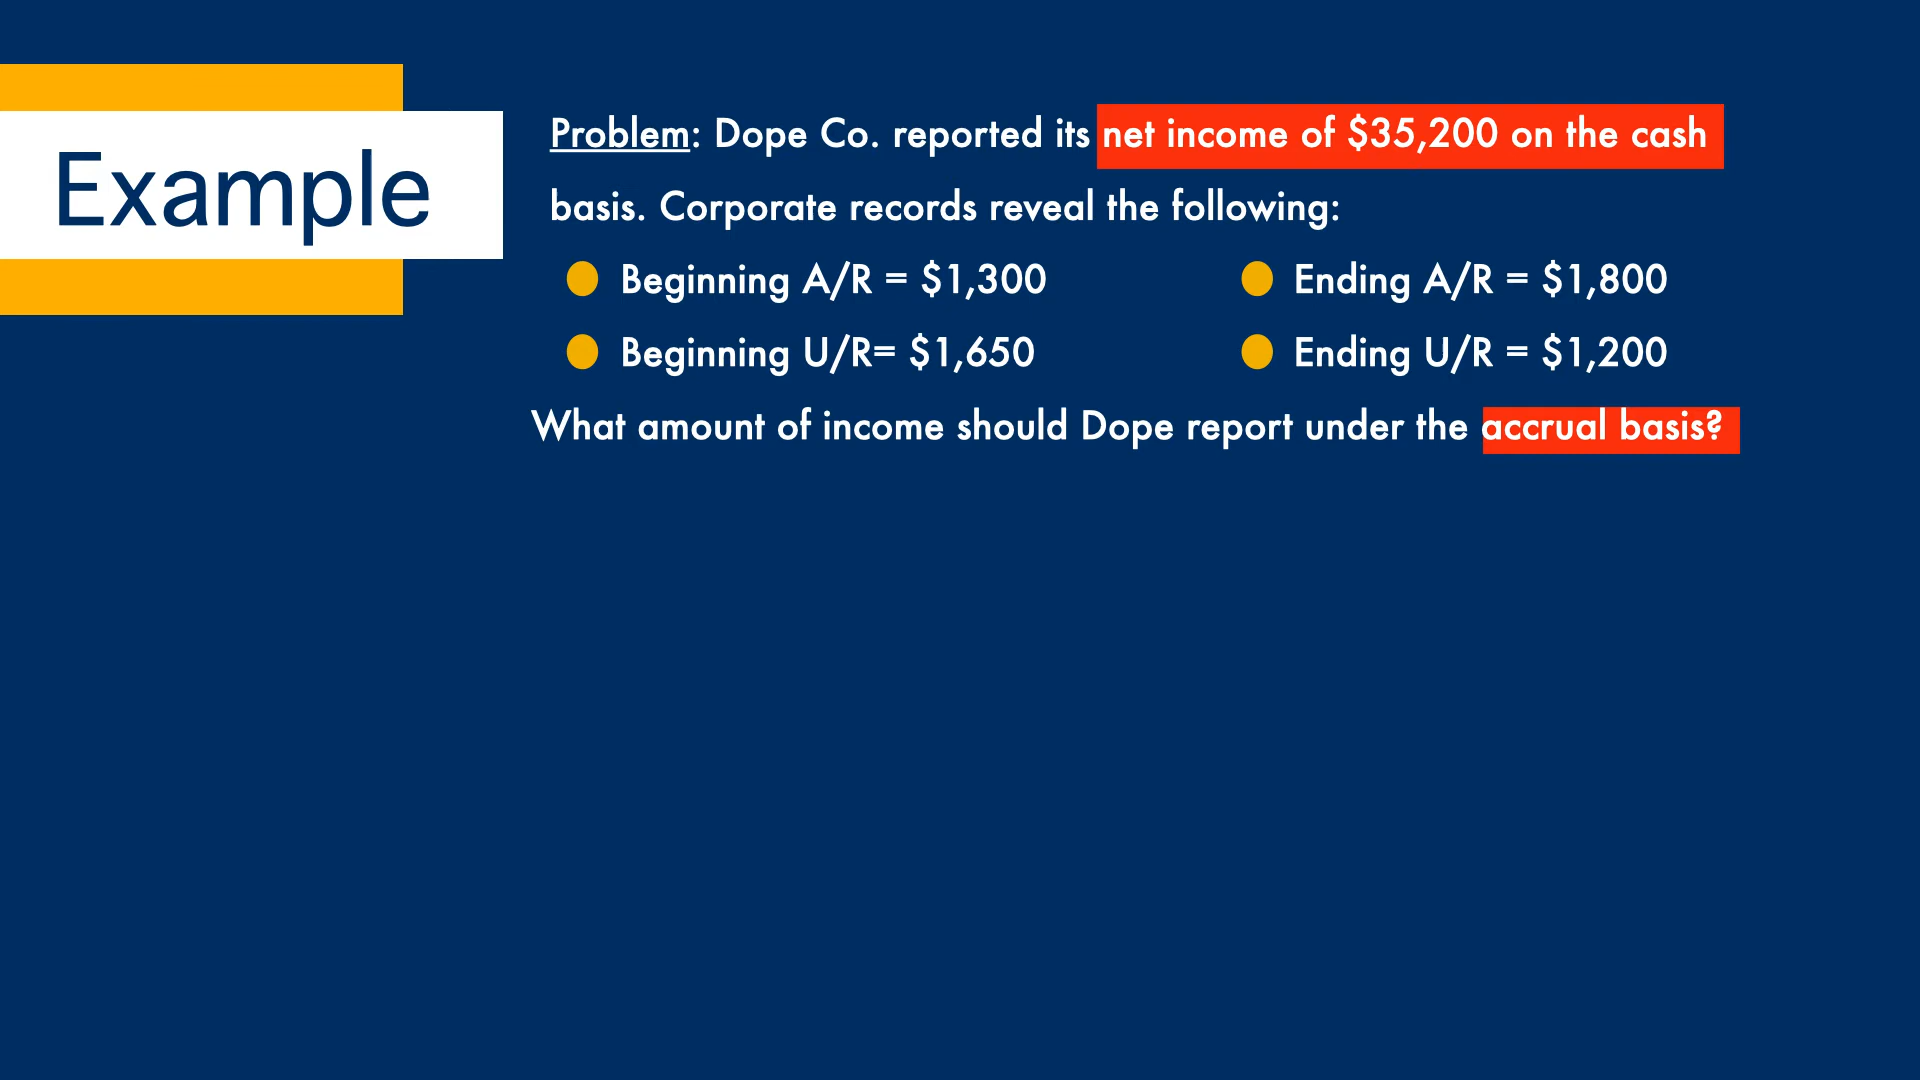 Example
Problem: Dope Co. reported its net income of $35,200 on the cash
basis. Corporate records reveal the following:
Beginning A/R = $1,300
Ending A/R = $1,800
Beginning U/R= $1,650
Ending U/R = $1,200
What amount of income should Dope report under the accrual basis?